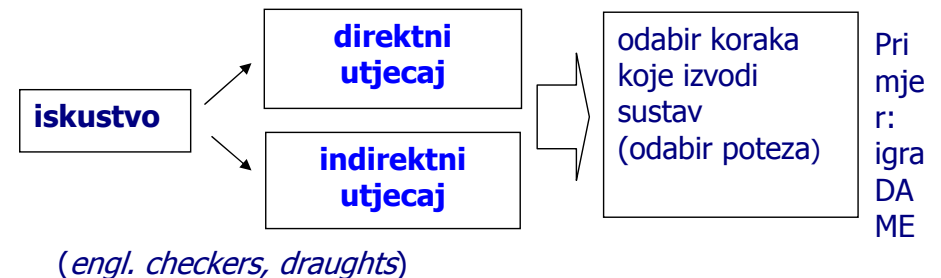 iskustvo
direktni
utjecaj
indirektni
utjecaj
odabir koraka
koje izvodi
sustav
(odabir poteza)
Pri
mje
r:
igra
DA
ME
(engl. checkers, draughts)